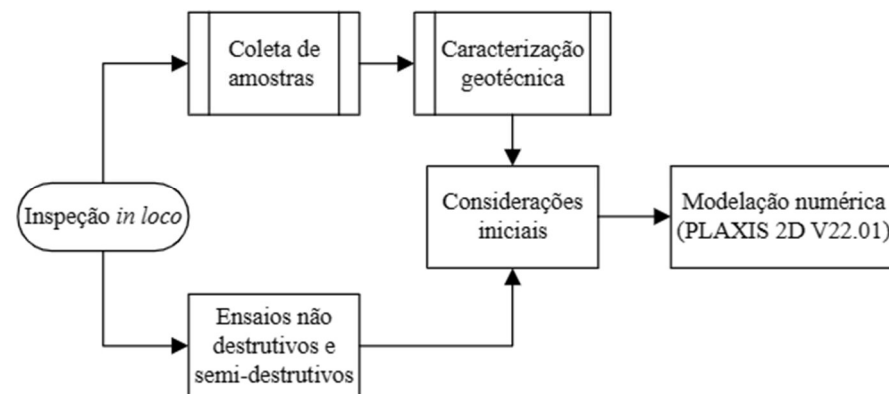 Coleta de
amostras
Caracterização
geotécnica
Inspeção in loco
Considerações
iniciais
Modelação numérica
(PLAXIS 2D V22.01)
Ensaios não
destrutivos e
semi-destrutivos